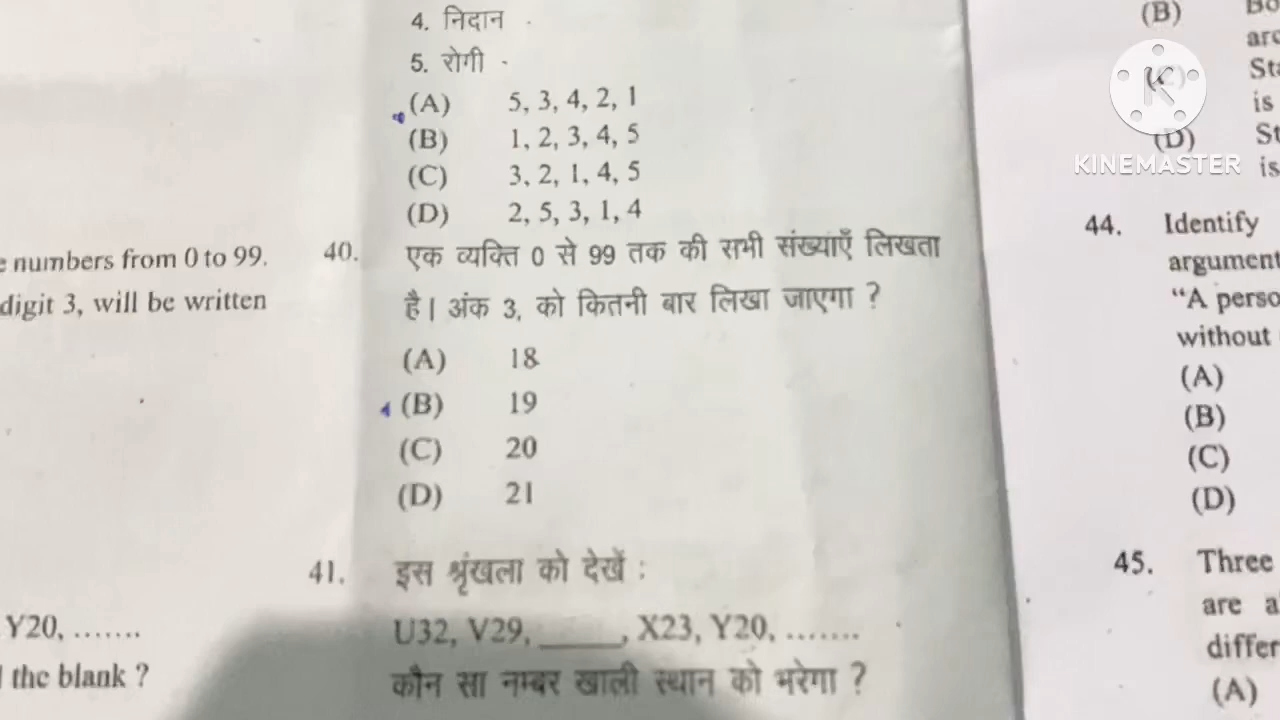 4. निदान
5. रोगी
(A) 5, 3, 4, 2, 1
(B) 1, 2, 3, 4, 5
(C) 3, 2, 1, 4, 5
(D) 2, 5, 3, 1, 4
numbers from 0 to 99.
digit 3, will be written
40. एक व्यक्ति 0 से 99 तक की सभी संख्याएँ लिखता
है। अंक 3, को कितनी बार लिखा जाएगा ?
(A) 18
(B) 19
(C) 20
(D) 21
Y20, .......
the blank ?
41. इस श्रृंखला को देखें :
U32, V29, _____, X23, Y20, .......
कौन सा नम्बर खाली स्थान को भरेगा ?
(B)
is
(D)
is
KINEMASTER
44. Identify
argument
"A perso
without
(A)
(B)
(C)
(D)
45. Three
are a
differ
(A)